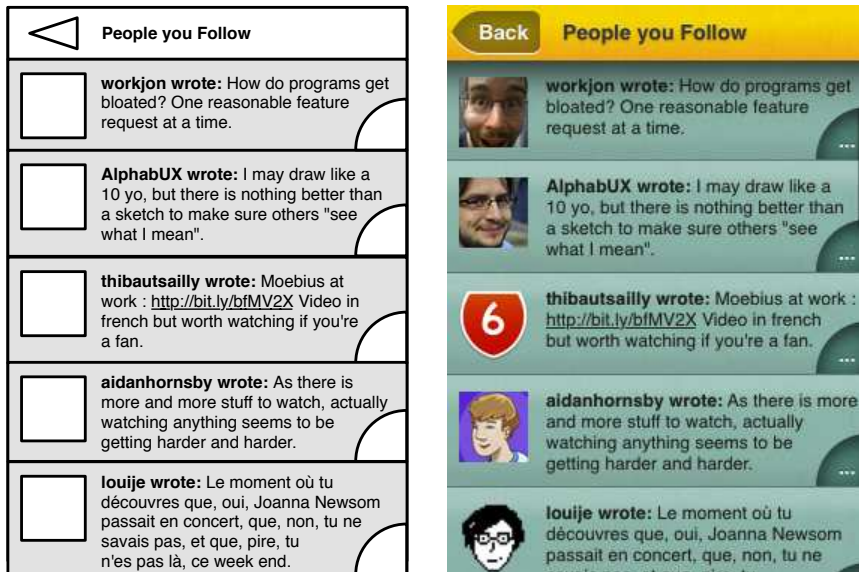 People you Follow
workjon wrote: How do programs get
bloated? One reasonable feature
request at a time.
AlphabUX wrote: I may draw like a
10 yo, but there is nothing better than
a sketch to make sure others "see
what I mean".
thibautsailly wrote: Moebius at
work : http://bit.ly/bfMV2X Video in
french but worth watching if you're
a fan.
aidanhornsby wrote: As there is
more and more stuff to watch, actually
watching anything seems to be
getting harder and harder.
louije wrote: Le moment où tu
découvres que, oui, Joanna Newsom
passait en concert, que, non, tu ne
savais pas, et que, pire, tu
n'es pas là, ce week end.
Back People you Follow
workjon wrote: How do programs get
bloated? One reasonable feature
request at a time.
...
AlphabUX wrote: I may draw like a
10 yo, but there is nothing better than
a sketch to make sure others "see
what I mean".
...
6
thibautsailly wrote: Moebius at work :
http://bit.ly/bfMV2X Video in french
but worth watching if you're a fan.
...
aidanhornsby wrote: As there is more
and more stuff to watch, actually
watching anything seems to be
getting harder and harder.
...
louije wrote: Le moment où tu
découvres que, oui, Joanna Newsom
passait en concert, que, non, tu ne